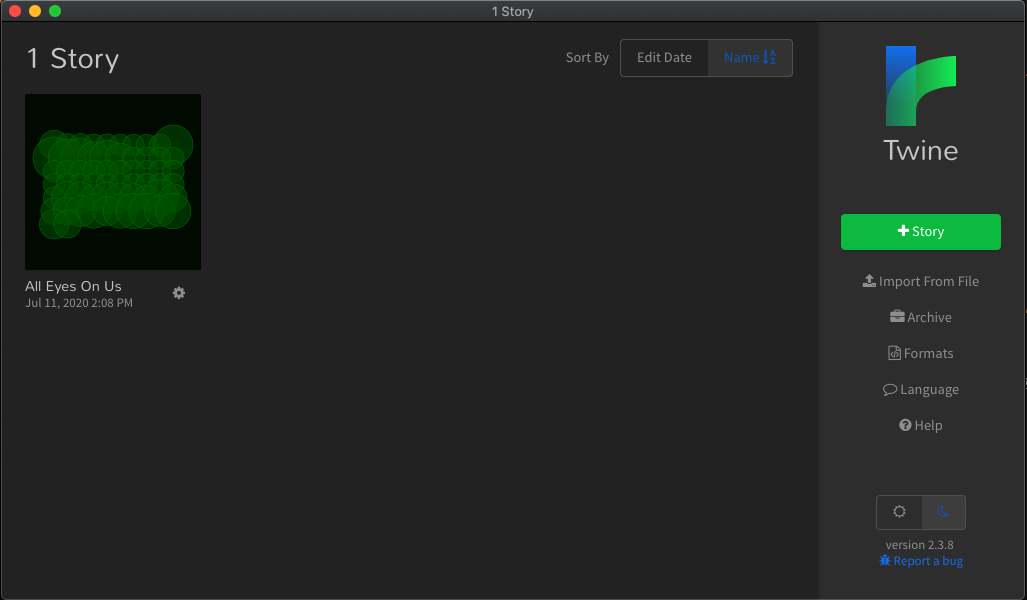 1 Story
1 Story
Sort By
Edit Date
Name
All Eyes On Us
Jul 11, 2020 2:08 PM
Twine
Story
Import From File
Archive
Formats
Language
Help
version 2.3.8
Report a bug